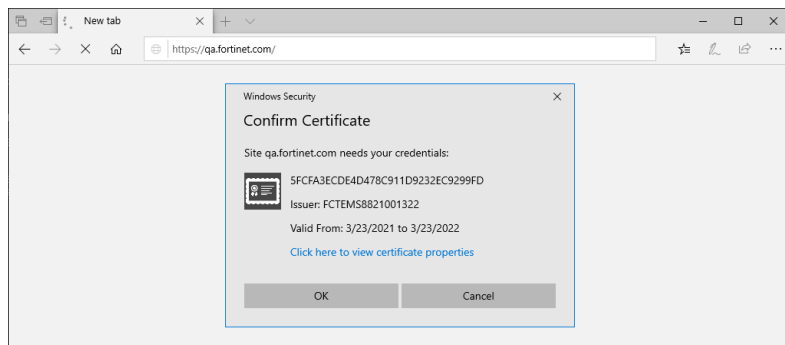 New tab
https://qa.fortinet.com/
Windows Security
Confirm Certificate
Site qa.fortinet.com needs your credentials:
5FCFA3ECDE4D478C911D9232EC9299FD
Issuer: FCTEMS8821001322
Valid From: 3/23/2021 to 3/23/2022
Click here to view certificate properties
OK
Cancel